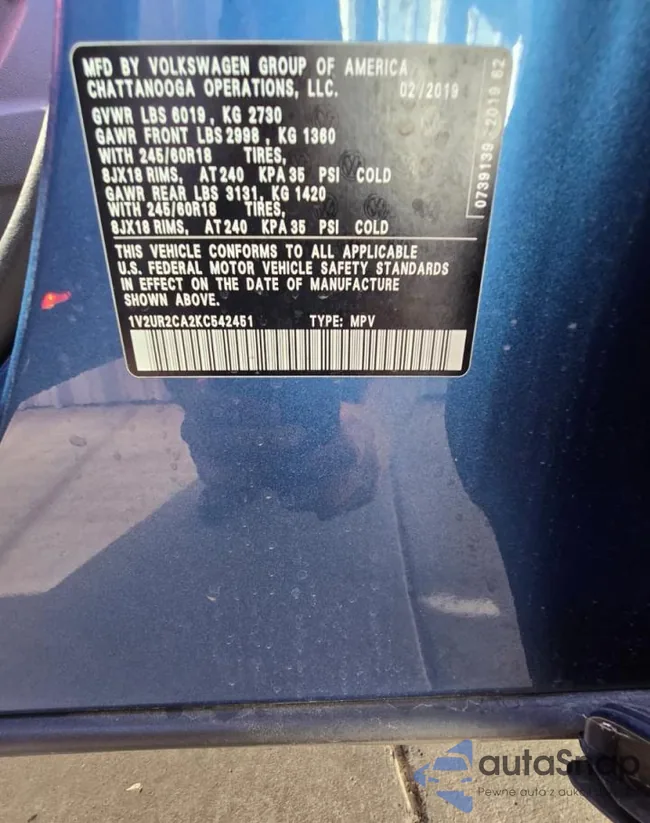 MFD BY VOLKSWAGEN GROUP OF AMERICA
CHATTANOOGA OPERATIONS, LLC. 02/2019
GVWR LBS 6019 , KG 2730
GAWR FRONT LBS 2998 , KG 1360
WITH 245/60R18 TIRES,
8JX18 RIMS, AT 240 KPA 35 PSI COLD
GAWR REAR LBS 3131, KG 1420
WITH 245/60R18 TIRES,
8JX18 RIMS, AT 240 KPA 35 PSI COLD
THIS VEHICLE CONFORMS TO ALL APPLICABLE
U.S. FEDERAL MOTOR VEHICLE SAFETY STANDARDS
IN EFFECT ON THE DATE OF MANUFACTURE
SHOWN ABOVE.
1V2UR2CA2KC542451 TYPE: MPV
0739139 - 2019 62
autoSnap
Pewne auta z aukcji